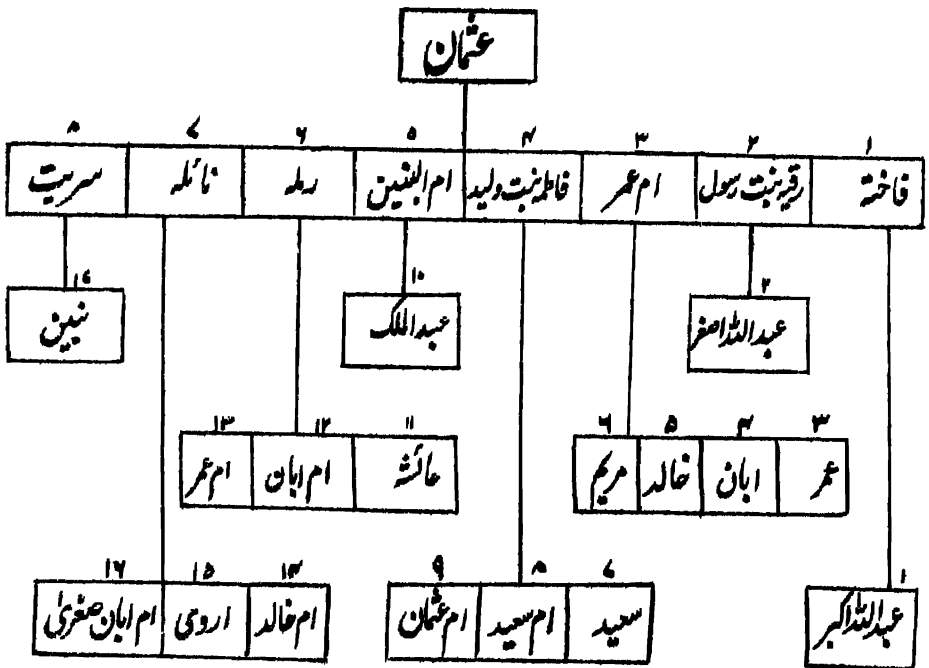 عثمان
۱ ۲ ۳ ۴ ۵ ۶ ۷ ۸
فاختہ رقیہ بنت رسول ام عمر فاطمہ بنت ولید ام البنین رملہ نائلہ سریت
۲ ۱۰ ۱۷
عبداللہ اصغر عبدالملک نبین
۳ ۴ ۵ ۶ ۱۱ ۱۲ ۱۳
عمر ابان خالد مریم عائشہ ام ابان ام عمر
۱ ۷ ۸ ۹ ۱۴ ۱۵ ۱۶
عبداللہ اکبر سعید ام سعید ام عثمان ام خالد اروی ام ابان صغریٰ